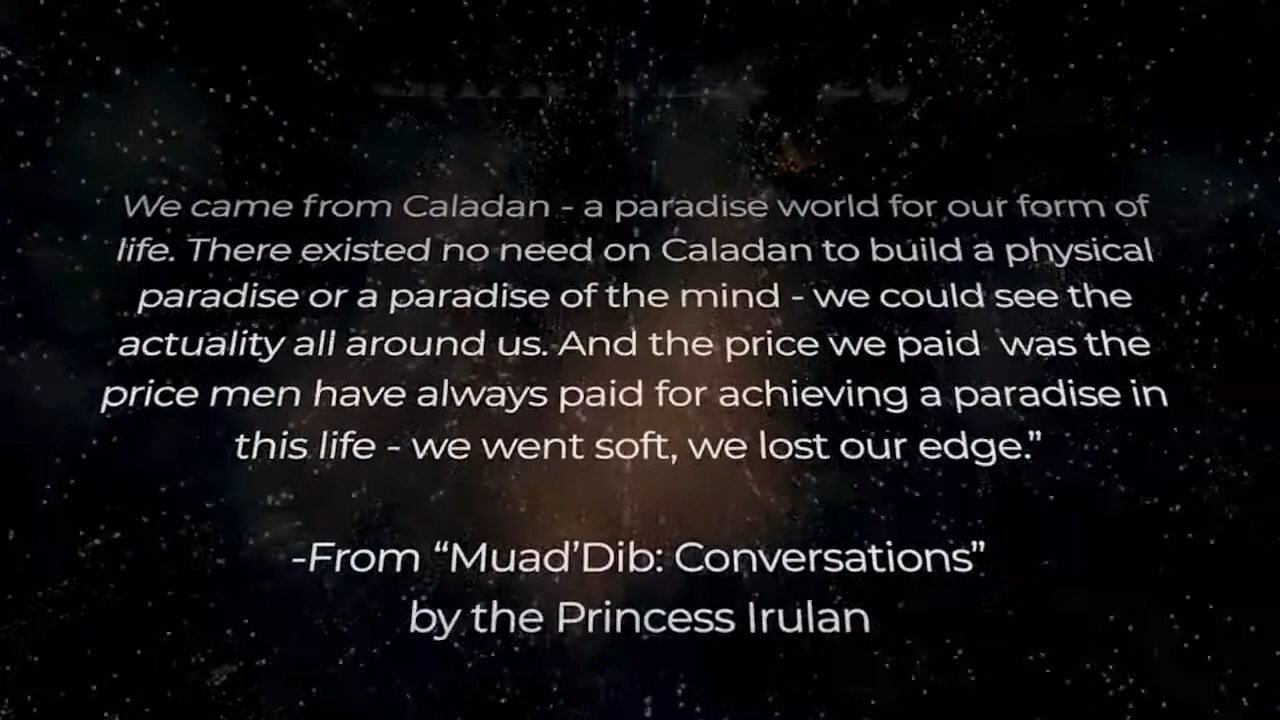 We came from Caladan - a paradise world for our form of
life. There existed no need on Caladan to build a physical
paradise or a paradise of the mind - we could see the
actuality all around us. And the price we paid  was the
price men have always paid for achieving a paradise in
this life - we went soft, we lost our edge.”
-From “Muad’Dib: Conversations”
by the Princess Irulan